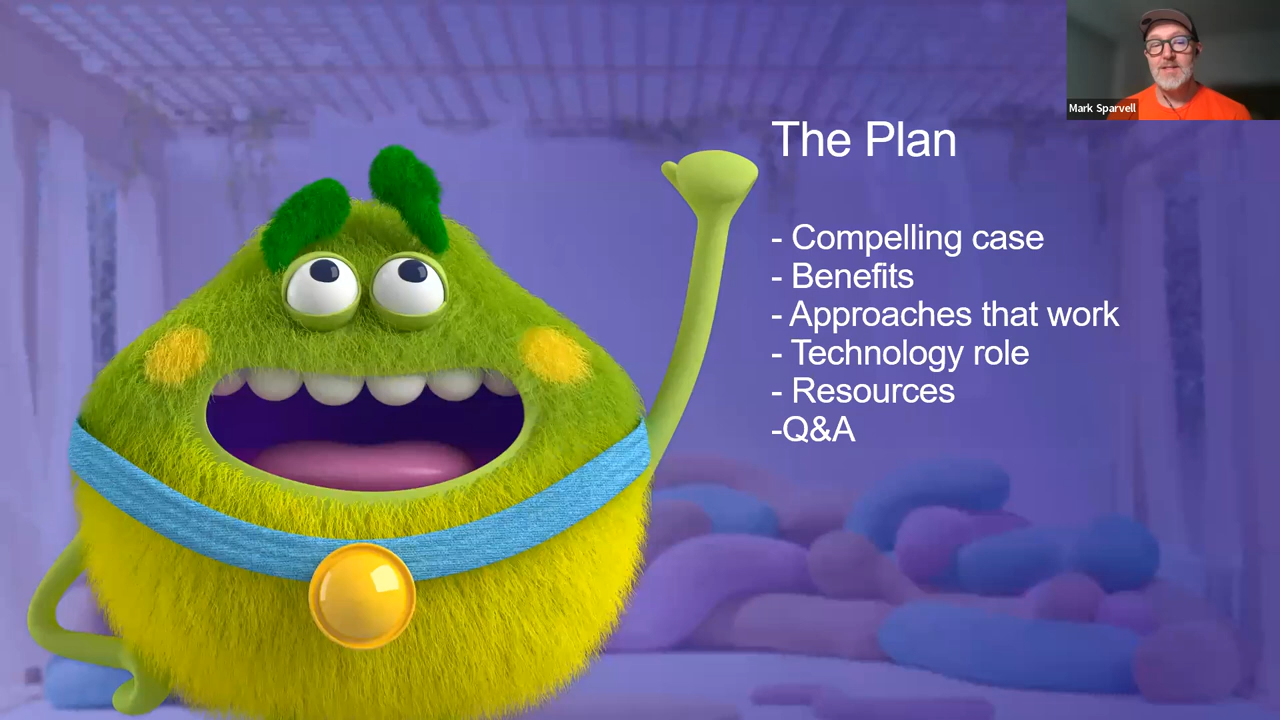 Mark Sparvell
The Plan
- Compelling case
- Benefits
- Approaches that work
- Technology role
- Resources
-Q&A